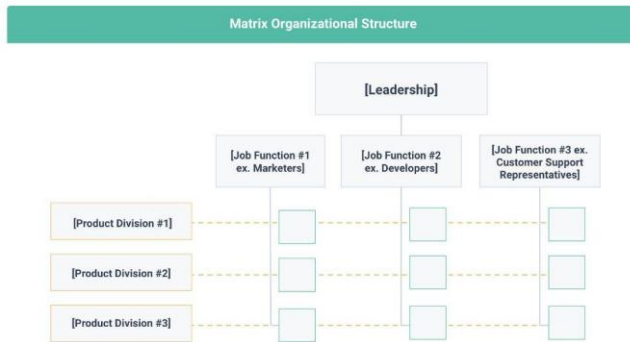 Matrix Organizational Structure
[Leadership]
[Job Function #1
ex. Marketers]
[Job Function #2
ex. Developers]
[Job Function #3 ex.
Customer Support
Representatives]
[Product Division #1]
[Product Division #2]
[Product Division #3]